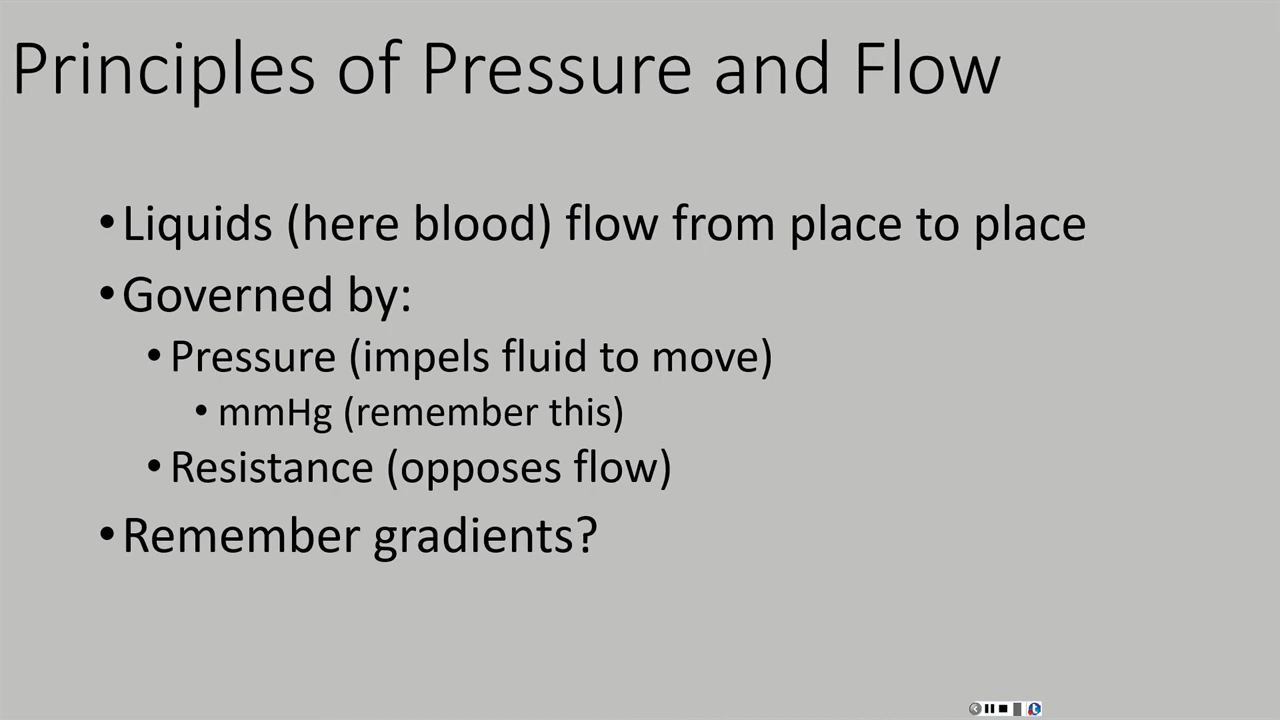 Principles of Pressure and Flow
•Liquids (here blood) flow from place to place
•Governed by:
•Pressure (impels fluid to move)
•mmHg (remember this)
•Resistance (opposes flow)
•Remember gradients?